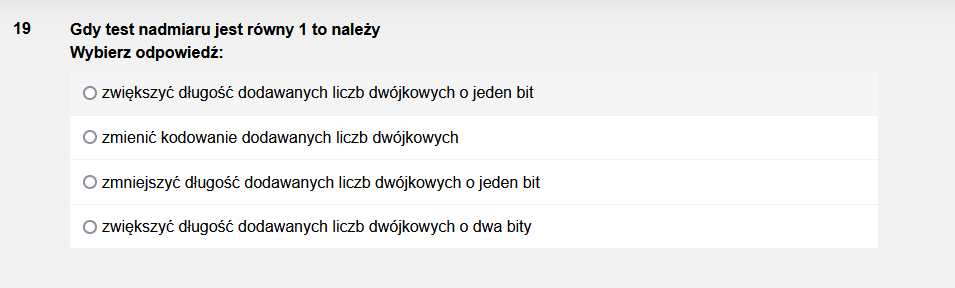 19 Gdy test nadmiaru jest równy 1 to należy
Wybierz odpowiedź:
zwiększyć długość dodawanych liczb dwójkowych o jeden bit
zmienić kodowanie dodawanych liczb dwójkowych
zmniejszyć długość dodawanych liczb dwójkowych o jeden bit
zwiększyć długość dodawanych liczb dwójkowych o dwa bity